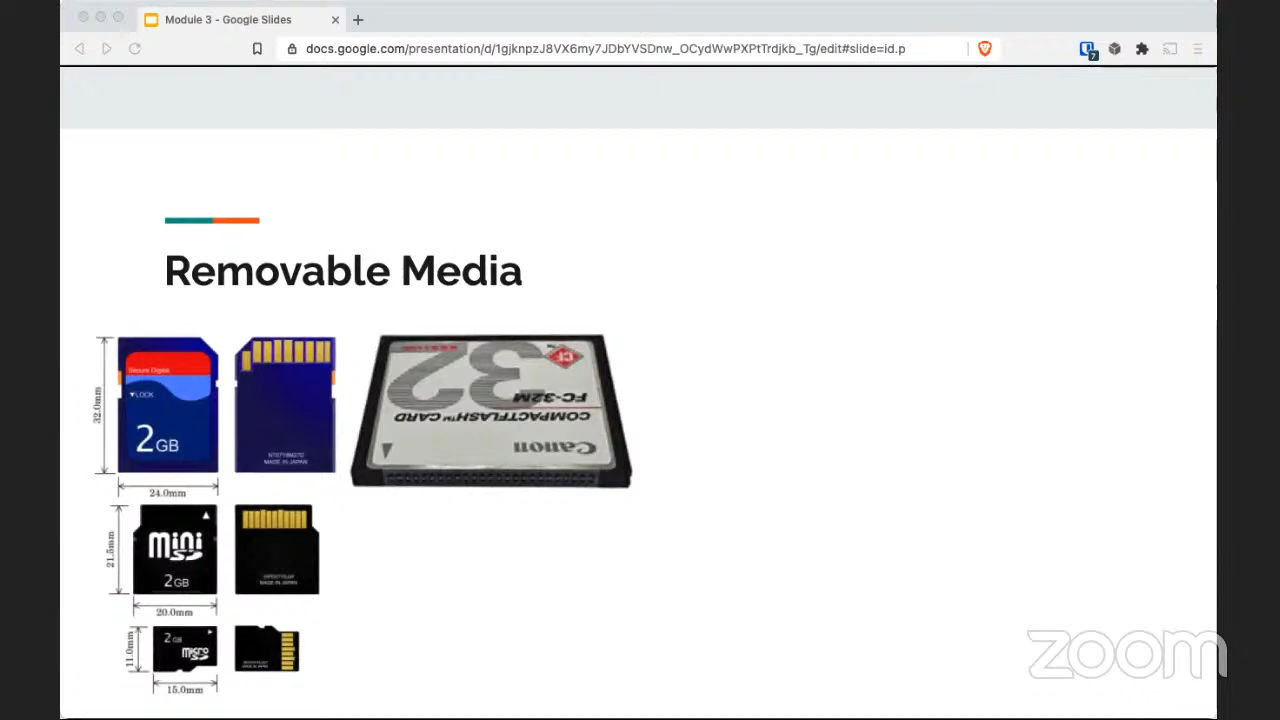 Module 3 - Google Slides
docs.google.com/presentation/d/1gjknpzJ8VX6my7JDbYVSDnw_OCydWwPXPtTrdjkb_Tg/edit#slide=id.p
7
Removable Media
Secure Digital
▼LOCK
2GB
32.0mm
24.0mm
MADE IN JAPAN
32
CF
FC-32M
COMPACTFLASH™ CARD
Canon
mini
SD
2GB
21.5mm
20.0mm
MADE IN JAPAN
2GB
micro
SD
11.0mm
15.0mm
zoom